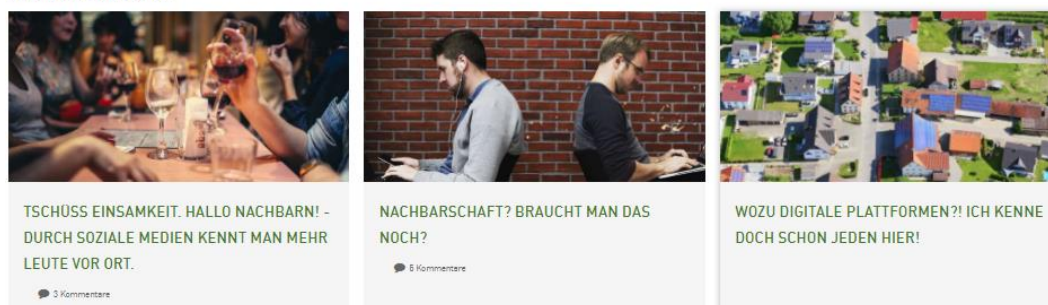 TSCHÜSS EINSAMKEIT. HALLO NACHBARN! -
DURCH SOZIALE MEDIEN KENNT MAN MEHR
LEUTE VOR ORT.
3 Kommentare
NACHBARSCHAFT? BRAUCHT MAN DAS
NOCH?
6 Kommentare
WOZU DIGITALE PLATTFORMEN?! ICH KENNE
DOCH SCHON JEDEN HIER!